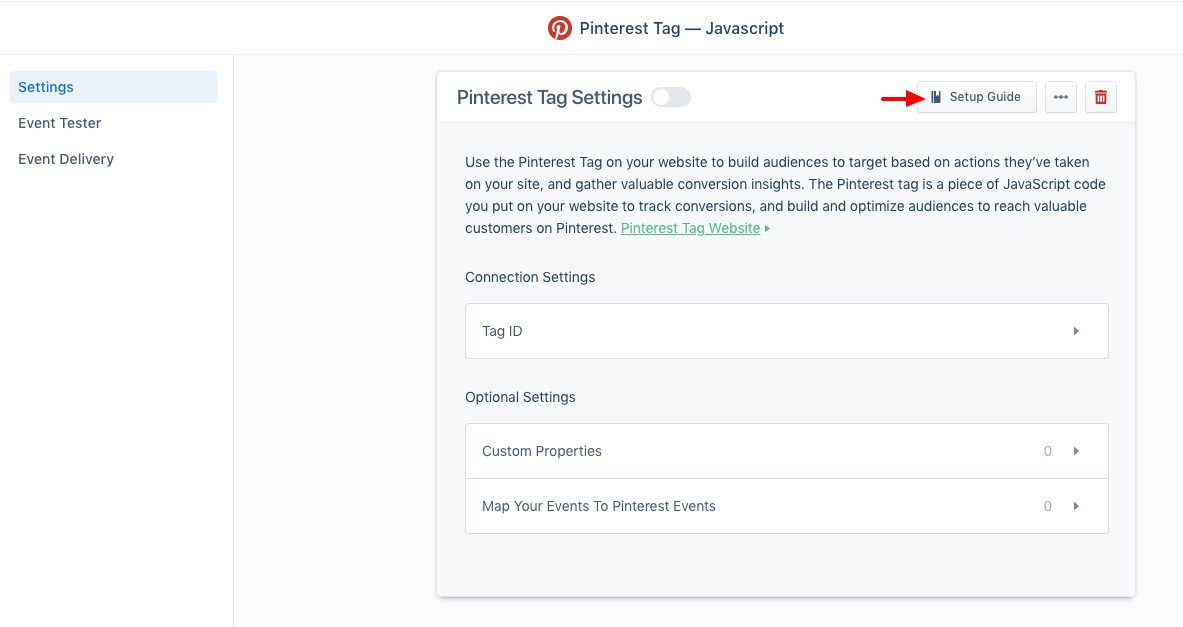 Pinterest Tag — Javascript
Settings
Event Tester
Event Delivery
Pinterest Tag Settings
Setup Guide
Use the Pinterest Tag on your website to build audiences to target based on actions they’ve taken
on your site, and gather valuable conversion insights. The Pinterest tag is a piece of JavaScript code
you put on your website to track conversions, and build and optimize audiences to reach valuable
customers on Pinterest. Pinterest Tag Website
Connection Settings
Tag ID
Optional Settings
Custom Properties 0
Map Your Events To Pinterest Events 0